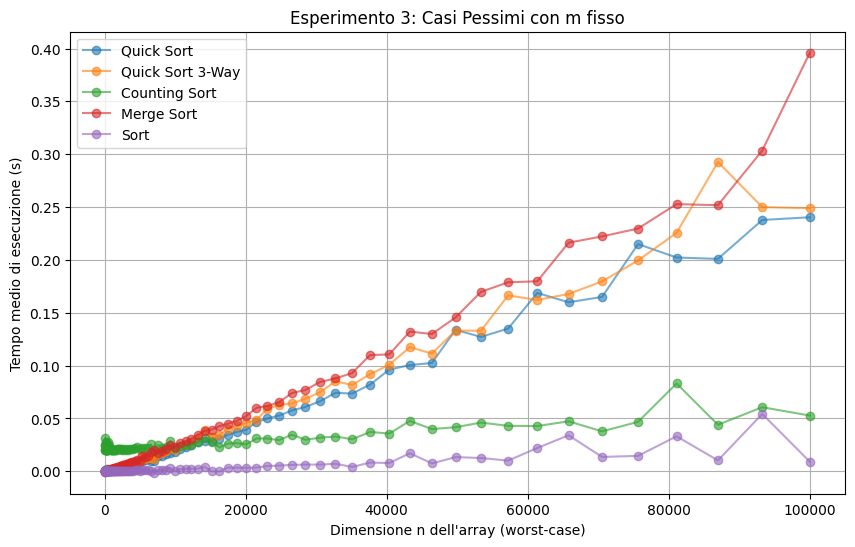 Esperimento 3: Casi Pessimi con m fisso
Quick Sort
Quick Sort 3-Way
Counting Sort
Merge Sort
Sort
Tempo medio di esecuzione (s)
0.40
0.35
0.30
0.25
0.20
0.15
0.10
0.05
0.00
0
20000
40000
60000
80000
100000
Dimensione n dell'array (worst-case)